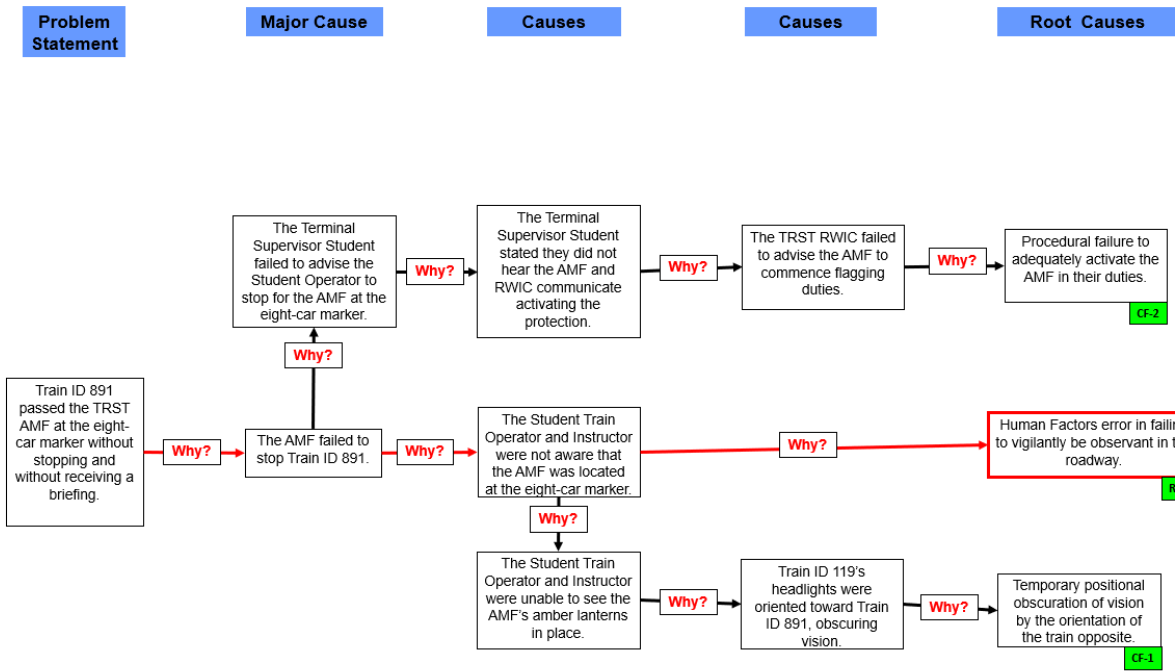 Problem
Statement
Major Cause
Causes
Causes
Root Causes
The Terminal
Supervisor Student
failed to advise the
Student Operator to
stop for the AMF at the
eight-car marker.
Why?
The Terminal
Supervisor Student
stated they did not
hear the AMF and
RWIC communicate
activating the
protection.
Why?
The TRST RWIC failed
to advise the AMF to
commence flagging
duties.
Why?
Procedural failure to
adequately activate the
AMF in their duties.
CF-2
Why?
Train ID 891
passed the TRST
AMF at the eight-
car marker without
stopping and
without receiving a
briefing.
Why?
The AMF failed to
stop Train ID 891.
Why?
The Student Train
Operator and Instructor
were not aware that
the AMF was located
at the eight-car marker.
Why?
Human Factors error in
to vigilantly be observant in
roadway.
Why?
The Student Train
Operator and Instructor
were unable to see the
AMF's amber lanterns
in place.
Why?
Train ID 119's
headlights were
oriented toward Train
ID 891, obscuring
vision.
Why?
Temporary positional
obscuration of vision
by the orientation of
the train opposite.
CF-1